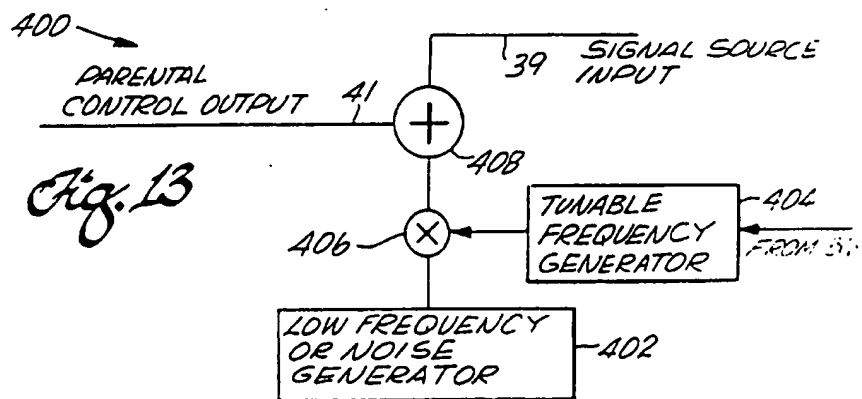 400
39
SIGNAL SOURCE
INPUT
PARENTAL
CONTROL OUTPUT
41
+
408
Fig. 13
406
×
TUNABLE
FREQUENCY
GENERATOR
404
FROM
LOW FREQUENCY
OR NOISE
GENERATOR
402